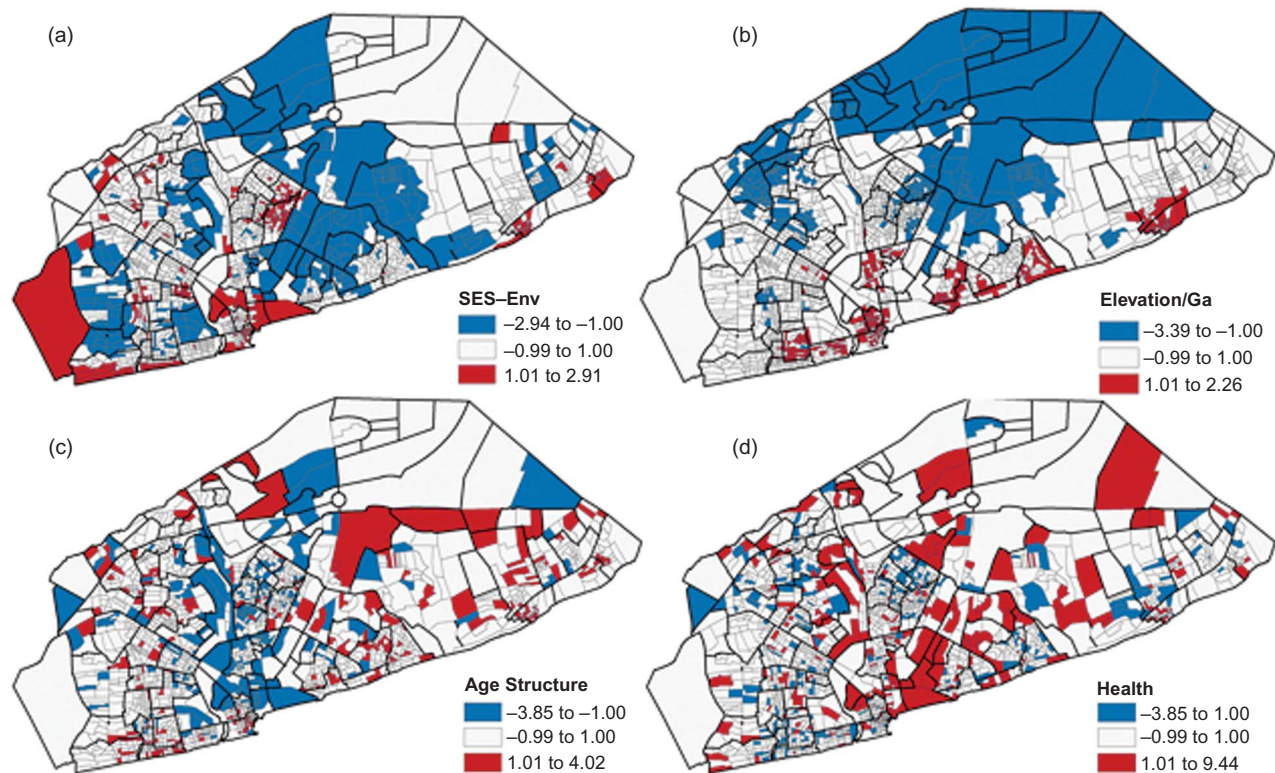 (a)
SES–Env
–2.94 to –1.00
–0.99 to 1.00
1.01 to 2.91
(b)
Elevation/Ga
–3.39 to –1.00
–0.99 to 1.00
1.01 to 2.26
(c)
Age Structure
–3.85 to –1.00
–0.99 to 1.00
1.01 to 4.02
(d)
Health
–3.85 to 1.00
–0.99 to 1.00
1.01 to 9.44